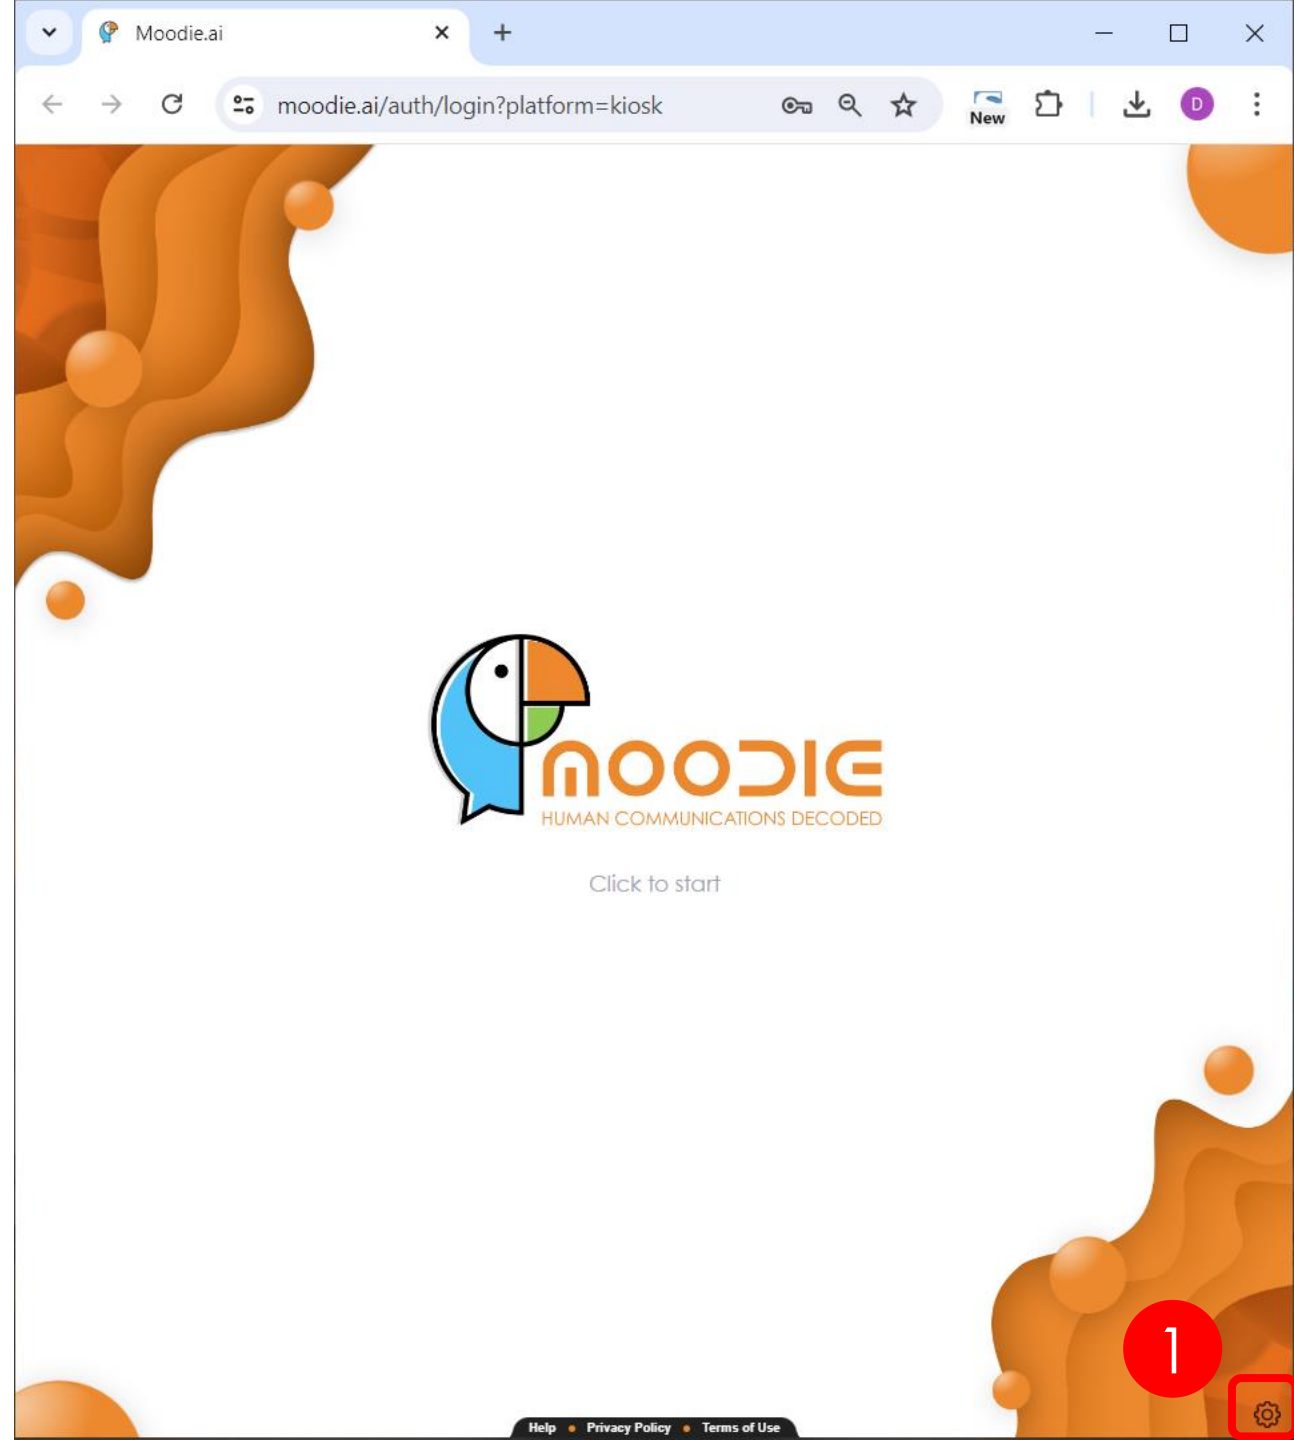 Moodie.ai
moodie.ai/auth/login?platform=kiosk
New
D
MOODIE
HUMAN COMMUNICATIONS DECODED
Click to start
1
Help • Privacy Policy • Terms of Use